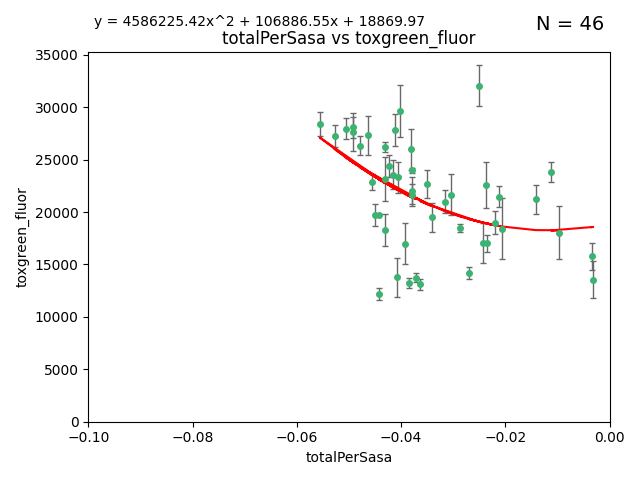 y = 4586225.42x^2 + 106886.55x + 18869.97
N = 46
totalPerSasa vs toxgreen_fluor
35000
30000
25000
20000
15000
10000
5000
0
toxgreen_fluor
−0.10 −0.08 −0.06 −0.04 −0.02 0.00
totalPerSasa